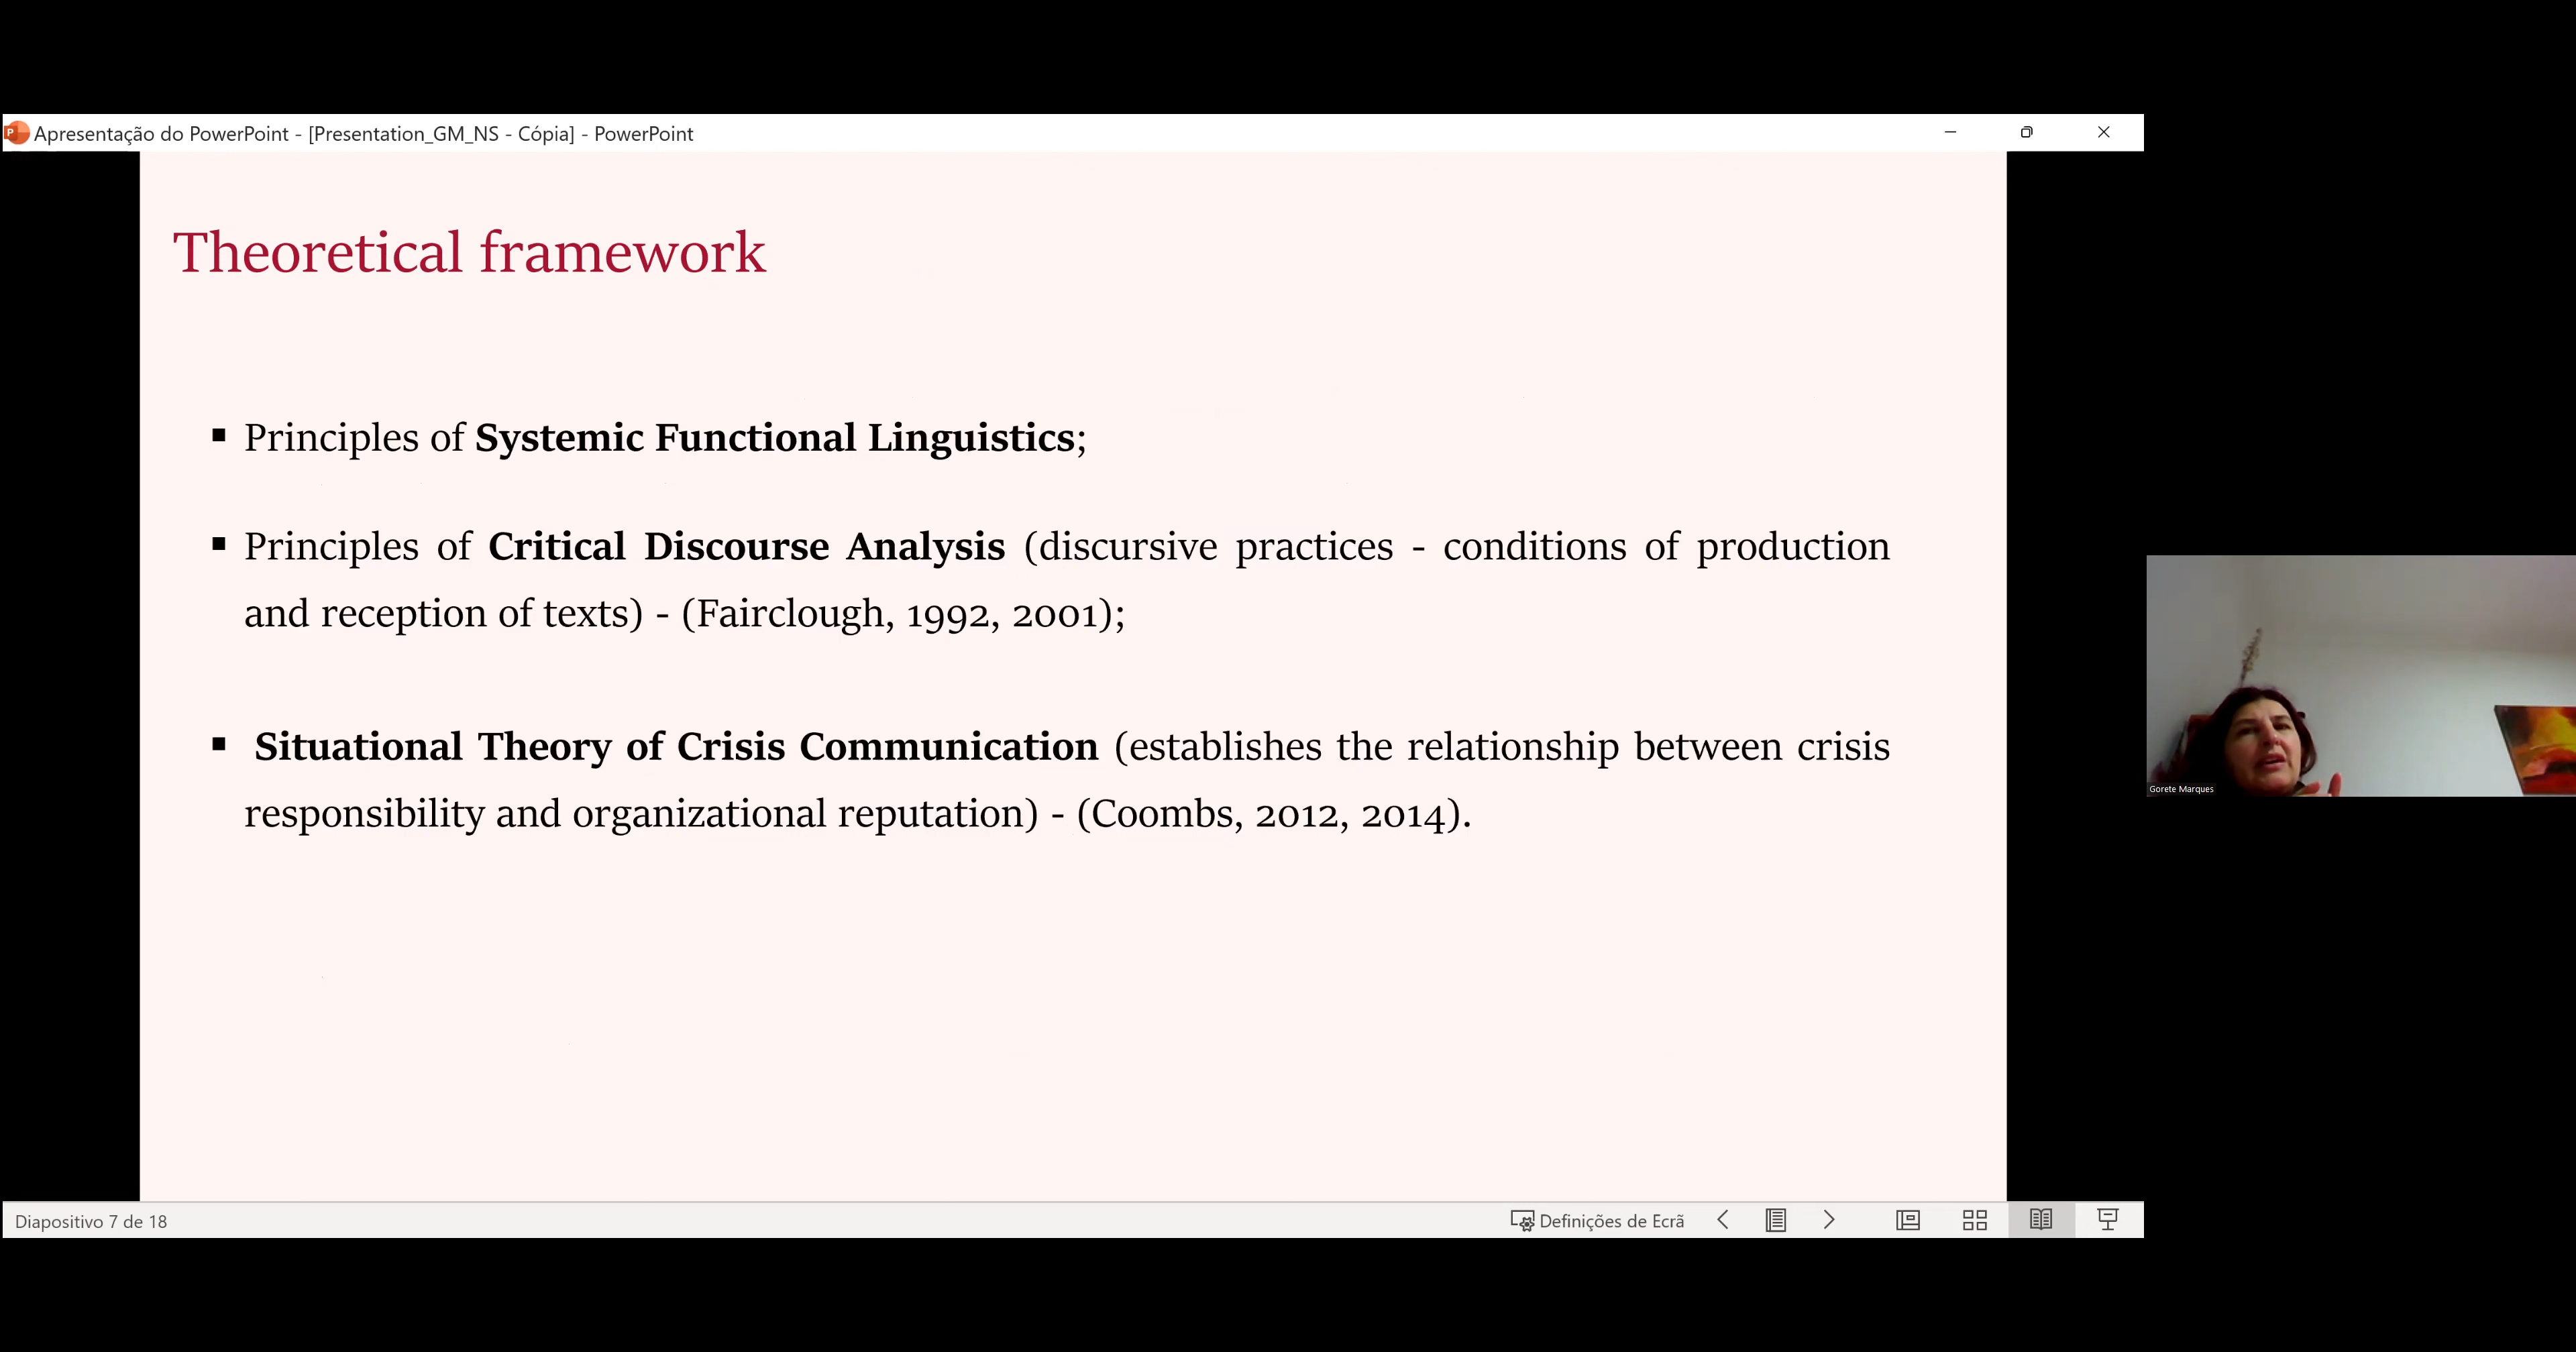 Apresentação do PowerPoint - [Presentation_GM_NS - Cópia] - PowerPoint
Theoretical framework
▪ Principles of Systemic Functional Linguistics;
▪ Principles of Critical Discourse Analysis (discursive practices - conditions of production
and reception of texts) - (Fairclough, 1992, 2001);
▪ Situational Theory of Crisis Communication (establishes the relationship between crisis
responsibility and organizational reputation) - (Coombs, 2012, 2014).
Gorete Marques
Diapositivo 7 de 18
Definições de Ecrã